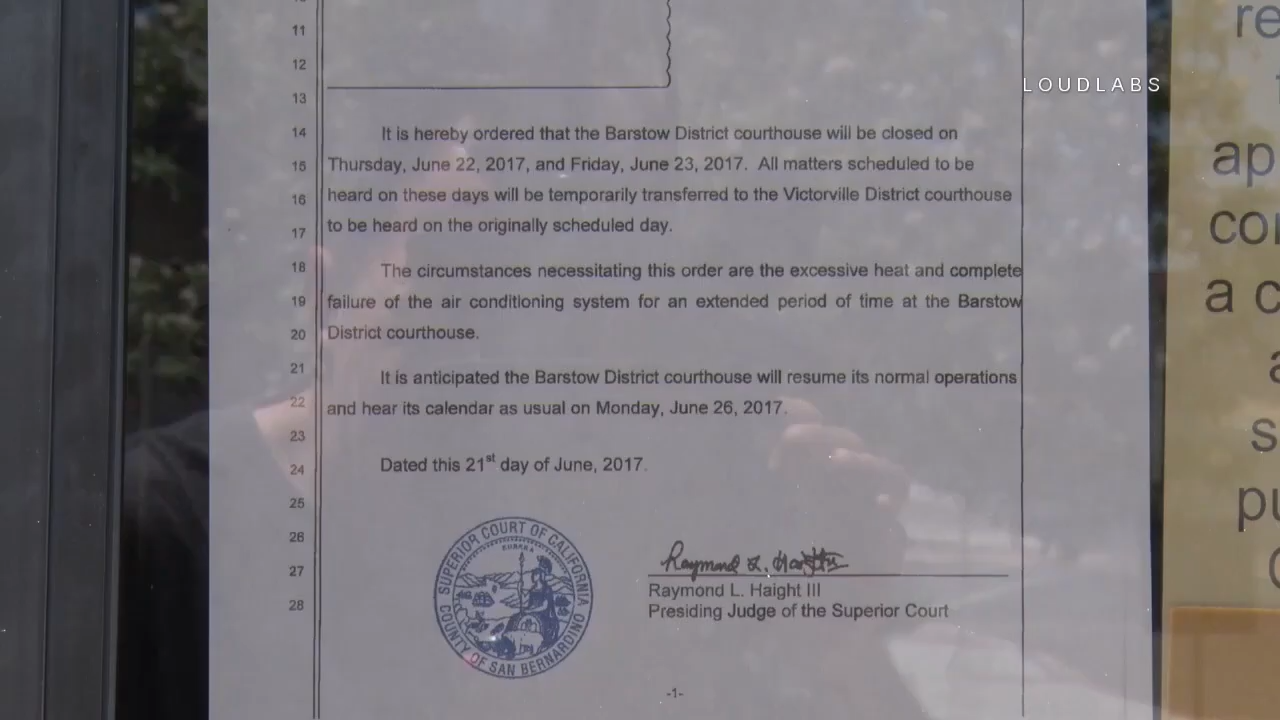 LOUDLABS
11
12
13
14 It is hereby ordered that the Barstow District courthouse will be closed on
15 Thursday, June 22, 2017, and Friday, June 23, 2017. All matters scheduled to be
16 heard on these days will be temporarily transferred to the Victorville District courthouse
17 to be heard on the originally scheduled day.
18 The circumstances necessitating this order are the excessive heat and complete
19 failure of the air conditioning system for an extended period of time at the Barstow
20 District courthouse.
21 It is anticipated the Barstow District courthouse will resume its normal operations
22 and hear its calendar as usual on Monday, June 26, 2017.
23
24 Dated this 21st day of June, 2017.
25
26
27
28
SUPERIOR COURT OF CALIFORNIA
COUNTY OF SAN BERNARDINO
EUREKA
Raymond L. Haight III
Raymond L. Haight III
Presiding Judge of the Superior Court
-1-
re
ap
co
a c
a
s
pu